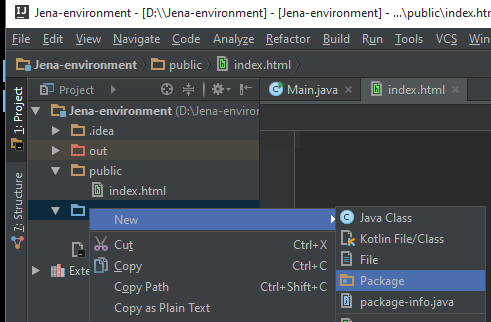 Jena-environment - [D:\\Jena-environment] - [Jena-environment] - ...\public\index.htm
File Edit View Navigate Code Analyze Refactor Build Run Tools VCS Win
Jena-environment public index.html
Project
Main.java index.html
1: Project
7: Structure
Jena-environment (D:\Jena-environ
.idea
out
public
index.html
New
Cut Ctrl+X
Copy Ctrl+C
Copy Path Ctrl+Shift+C
Copy as Plain Text
Exte
Java Class
Kotlin File/Class
File
Package
package-info.java